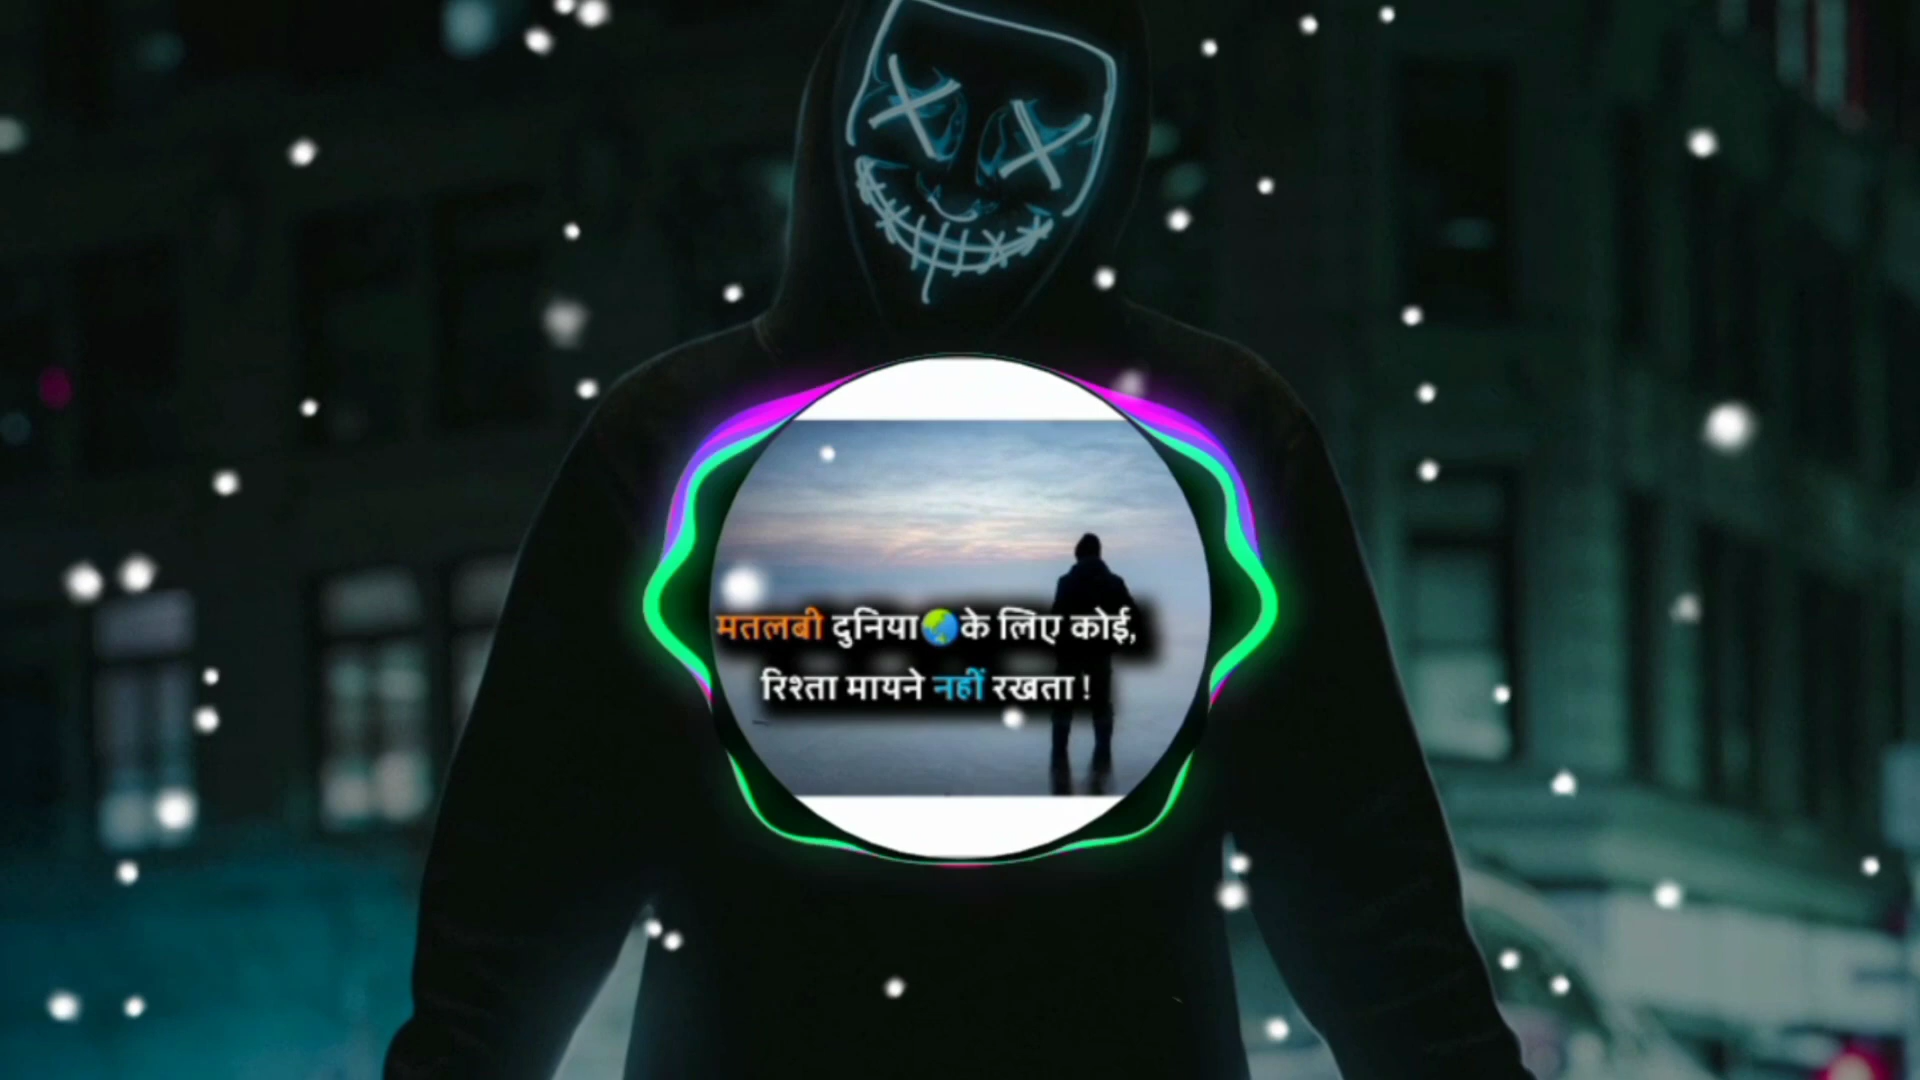 मतलबी दुनिया🌏के लिए कोई,
रिश्ता मायने नहीं रखता !